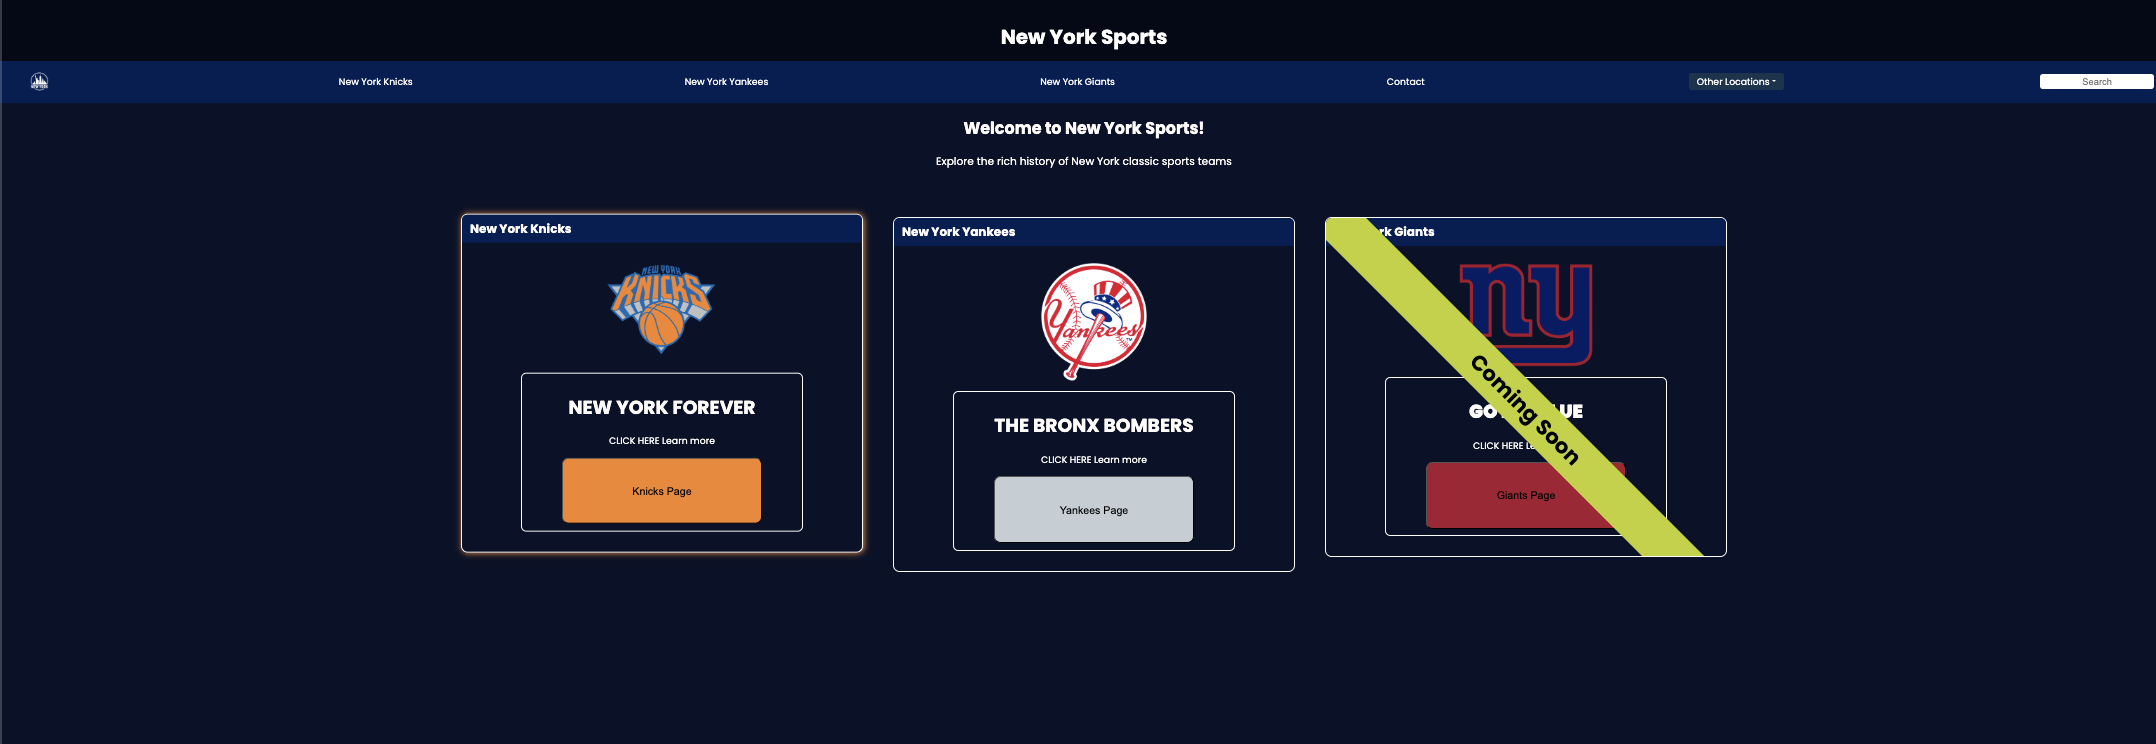 New York Sports
New York Knicks
New York Yankees
New York Giants
Contact
Other Locations
Search
Welcome to New York Sports!
Explore the rich history of New York classic sports teams
New York Knicks
NEW YORK
KNICKS
NEW YORK FOREVER
CLICK HERE Learn more
Knicks Page
New York Yankees
Yankees
TM
THE BRONX BOMBERS
CLICK HERE Learn more
Yankees Page
rk Giants
ny
Coming Soon
GO UE
CLICK HERE Le
Giants Page